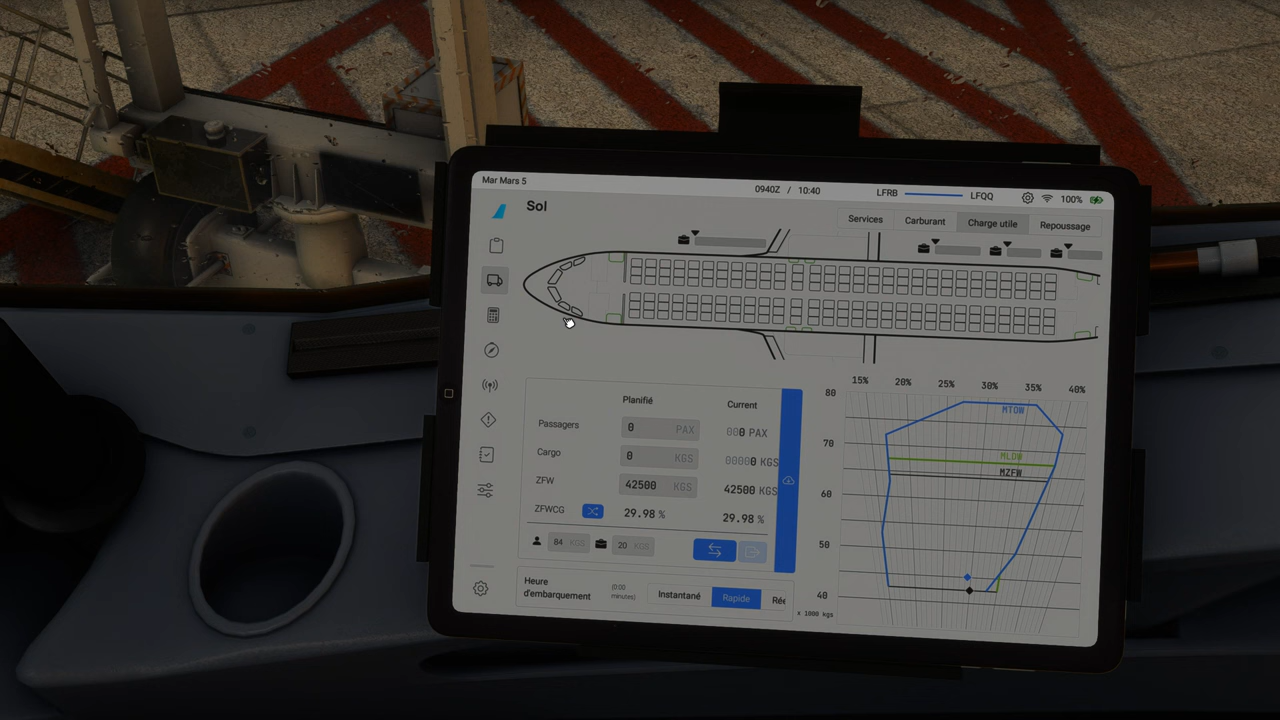 Mar Mars 5
0940Z / 10:40
LFRB LFQQ
100%
Sol
Services Carburant Charge utile Repoussage
15% 20% 25% 30% 35% 40%
80
70
60
50
40
x 1000 kgs
MTOW
MLDW
MZFW
Planifié Current
Passagers 0 PAX 000 PAX
Cargo 0 KGS 00000 KGS
ZFW 42500 KGS 42500 KGS
ZFWCG 29.98 % 29.98 %
84 KGS 20 KGS
Heure
d'embarquement
(0:00
minutes)
Instantané Rapide Rée